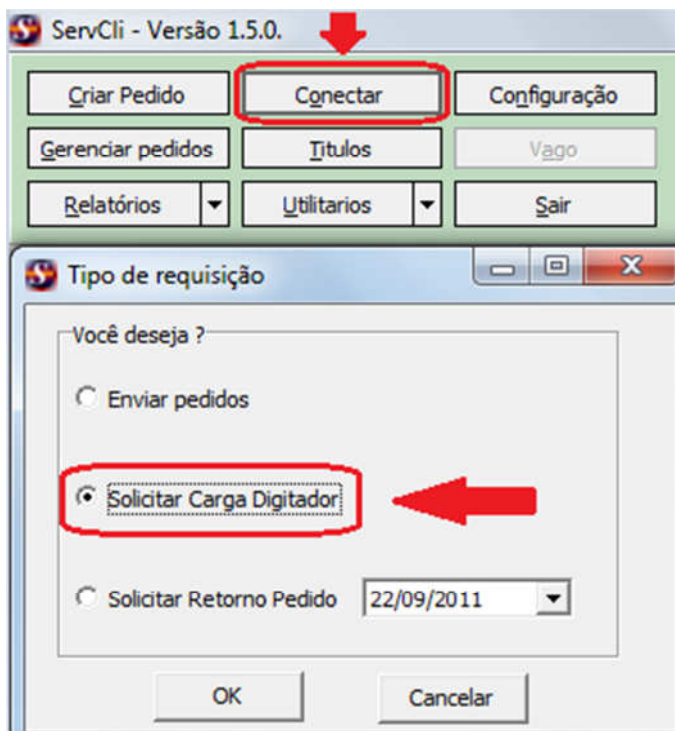 ServCli - Versão 1.5.0.
Criar Pedido Conectar Configuração
Gerenciar pedidos Titulos Vago
Relatórios Utilitarios Sair
Tipo de requisição
Você deseja ?
Enviar pedidos
Solicitar Carga Digitador
Solicitar Retorno Pedido 22/09/2011
OK Cancelar